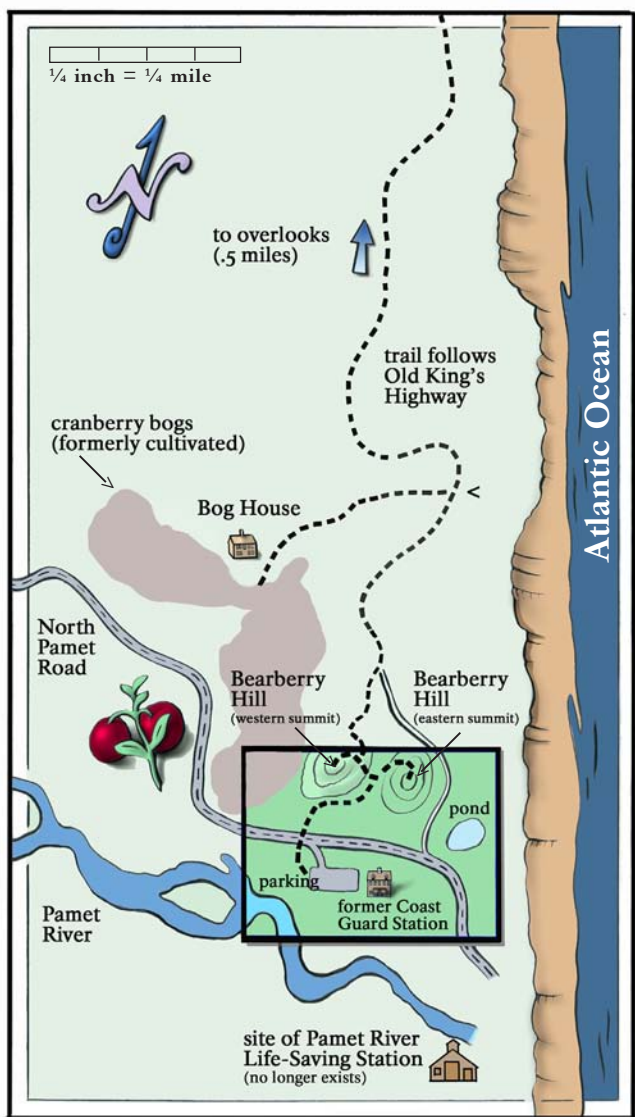 ¼ inch = ¼ mile
N
to overlooks
(.5 miles)
trail follows
Old King's
Highway
Atlantic Ocean
cranberry bogs
(formerly cultivated)
Bog House
<
North
Pamet
Road
Bearberry
Hill
(western summit)
Bearberry
Hill
(eastern summit)
pond
parking
former Coast
Guard Station
Pamet
River
site of Pamet River
Life-Saving Station
(no longer exists)